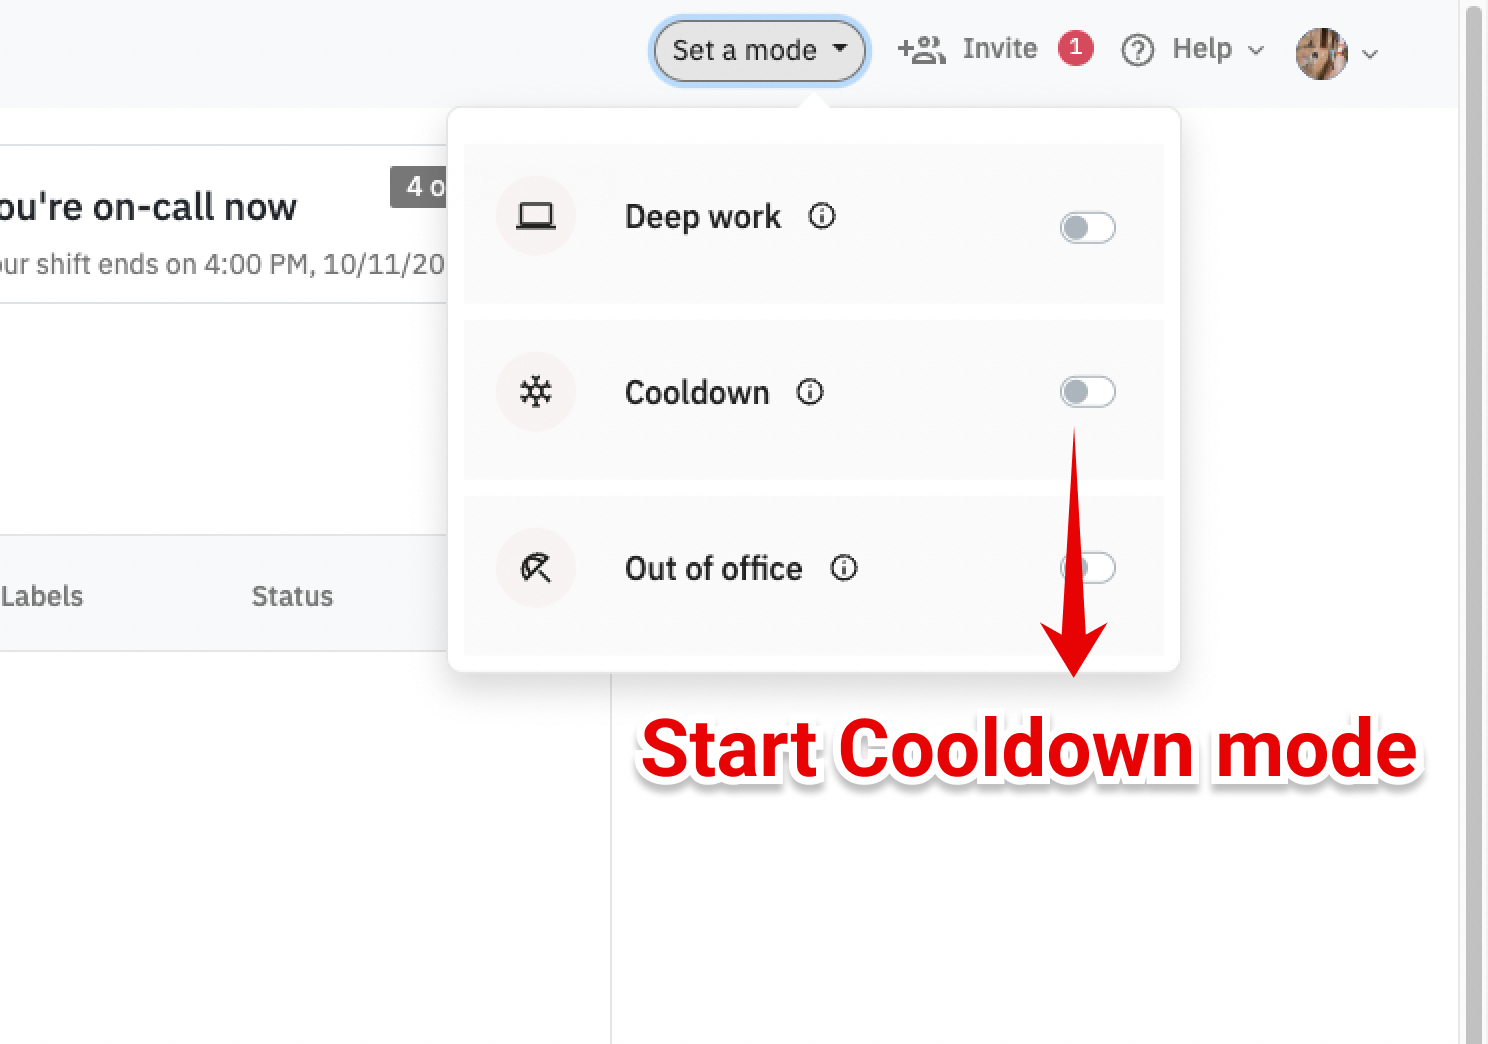 Set a mode
Invite
1
Help
ou're on-call now
4 o
our shift ends on 4:00 PM, 10/11/20
Deep work
Cooldown
Out of office
Labels
Status
Start Cooldown mode